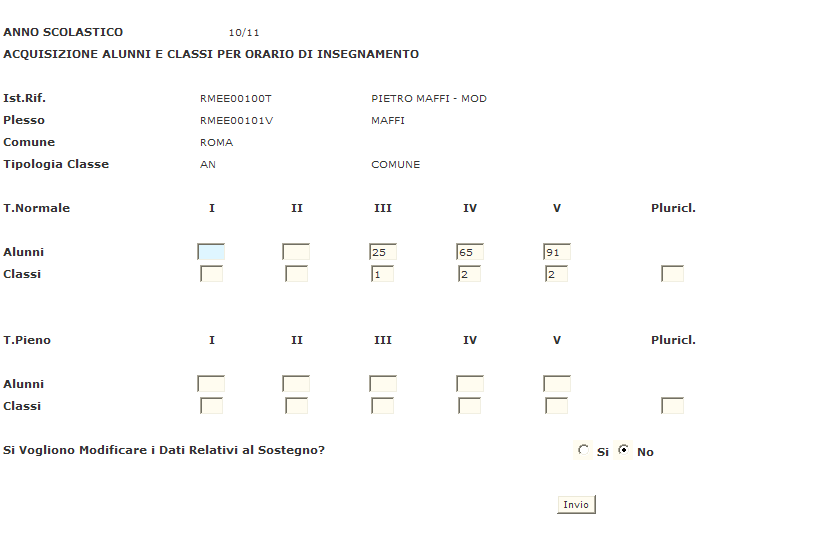 ANNO SCOLASTICO 10/11
ACQUISIZIONE ALUNNI E CLASSI PER ORARIO DI INSEGNAMENTO
Ist.Rif. RMEE00100T PIETRO MAFFI - MOD
Plesso RMEE00101V MAFFI
Comune ROMA
Tipologia Classe AN COMUNE
T.Normale I II III IV V Pluricl.
Alunni 25 65 91
Classi 1 2 2
T.Pieno I II III IV V Pluricl.
Alunni
Classi
Si Vogliono Modificare i Dati Relativi al Sostegno? Si No
Invio